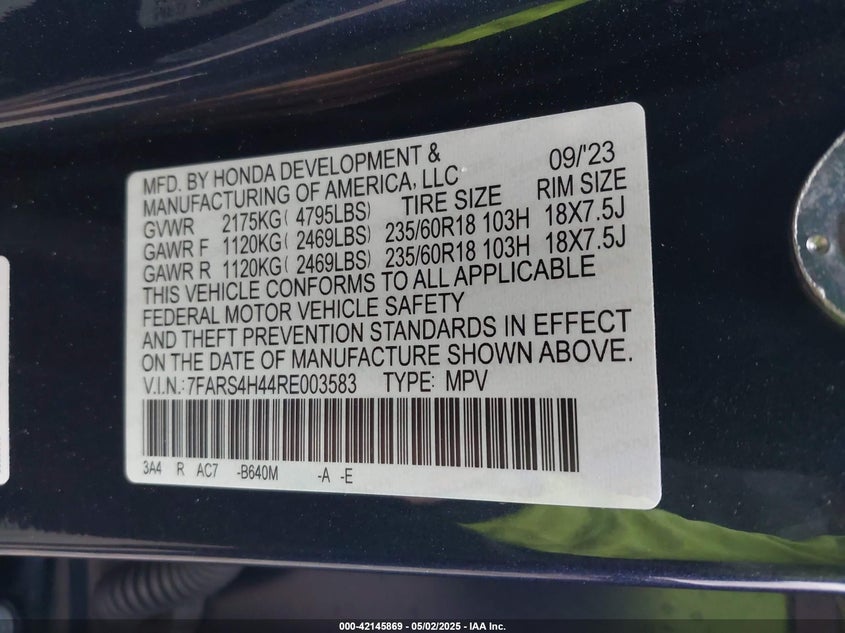 MFD. BY HONDA DEVELOPMENT & 09/'23
MANUFACTURING OF AMERICA, LLC TIRE SIZE RIM SIZE
GVWR 2175KG( 4795LBS)
GAWR F 1120KG( 2469LBS) 235/60R18 103H 18X7.5J
GAWR R 1120KG( 2469LBS) 235/60R18 103H 18X7.5J
THIS VEHICLE CONFORMS TO ALL APPLICABLE
FEDERAL MOTOR VEHICLE SAFETY
AND THEFT PREVENTION STANDARDS IN EFFECT
ON THE DATE OF MANUFACTURE SHOWN ABOVE.
V.I.N.:7FARS4H44RE003583 TYPE: MPV
3A4 R AC7 -B640M -A -E
000-42145869 - 05/02/2025 - IAA Inc.